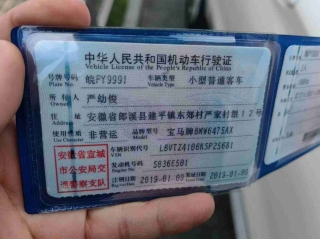 中华人民共和国机动车行驶证
Vehicle License of the People's Republic of China
号牌号码 皖PY9991 车辆类型 小型普通客车
Plate No. Vehicle Type
所有人 严幼俊
Owner
住址 安徽省郎溪县建平镇东郊村严家村组12号
Address
使用性质 非营运 品牌型号 宝马牌BMW6475AX
Use Character Model
安徽省宣城
市公安局交
通警察支队
车辆识别代号
VIN
发动机号码
Engine No.
注册日期 2019-01-09 发证日期 2019-01-09
Register Date Issue Date